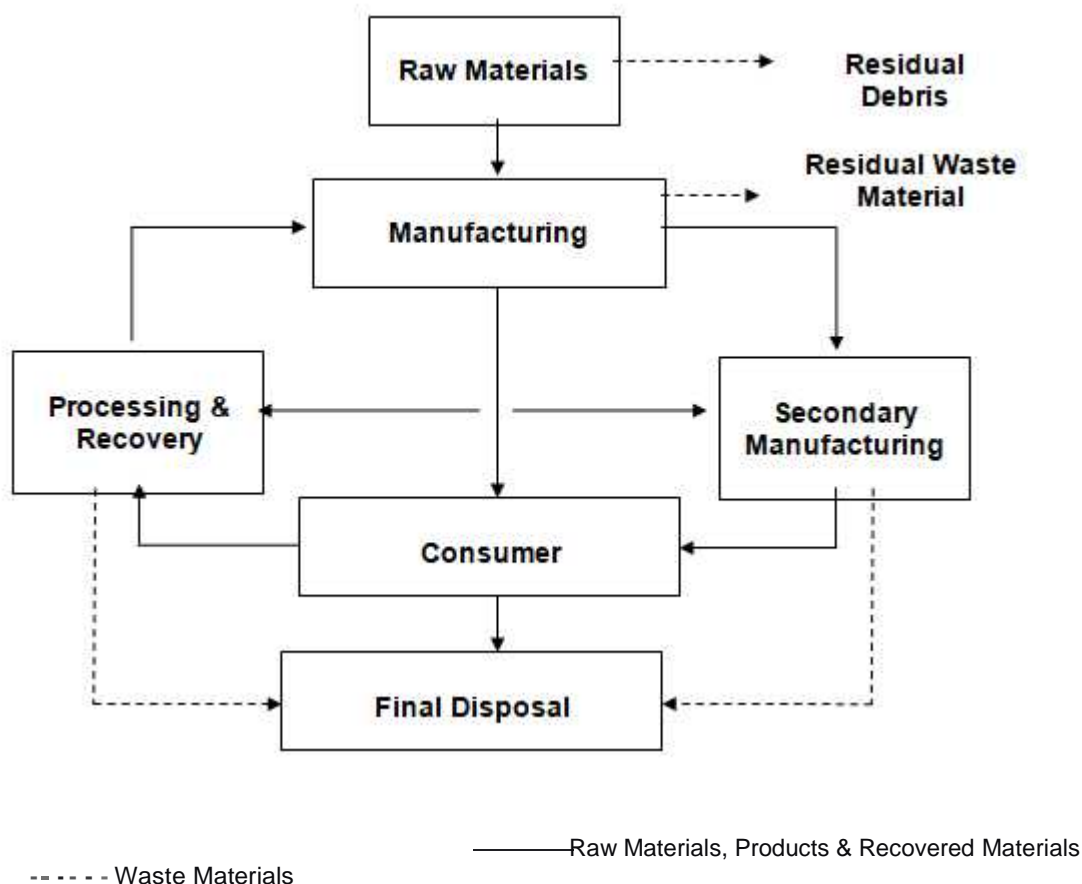 Raw Materials
Residual
Debris
Residual Waste
Material
Manufacturing
Processing &
Recovery
Secondary
Manufacturing
Consumer
Final Disposal
Raw Materials, Products & Recovered Materials
Waste Materials